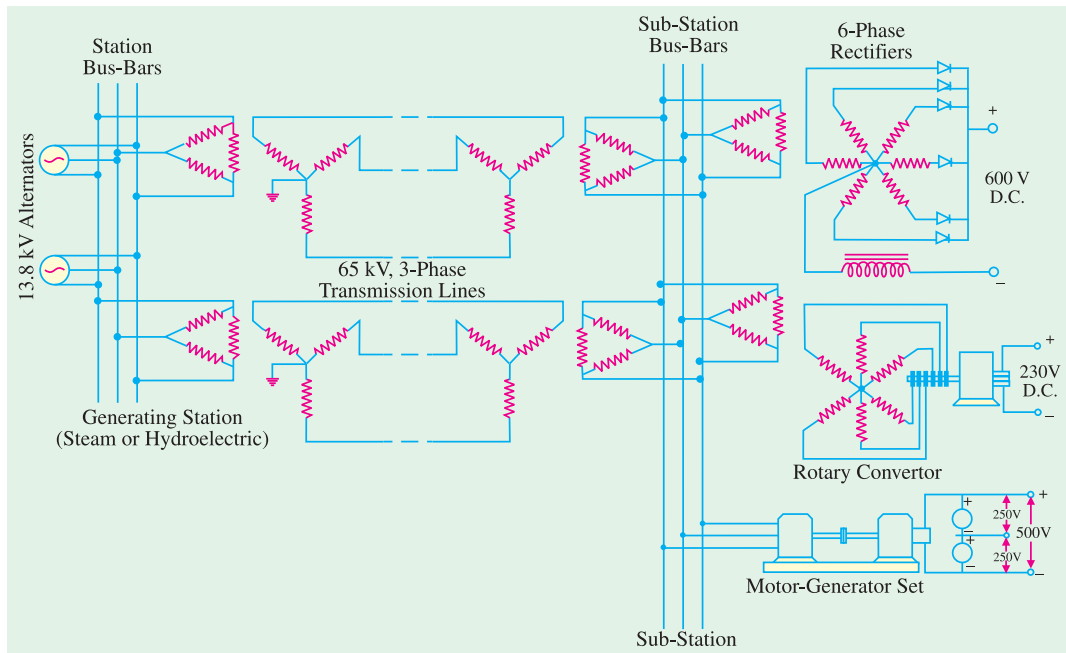 Station
Bus-Bars
Sub-Station
Bus-Bars
6-Phase
Rectifiers
+
600 V
D.C.
–
13.8 kV Alternators
65 kV, 3-Phase
Transmission Lines
+
230V
D.C.
–
Generating Station
(Steam or Hydroelectric)
Rotary Convertor
+
+
250V
–
500V
+
250V
–
–
Motor-Generator Set
Sub-Station